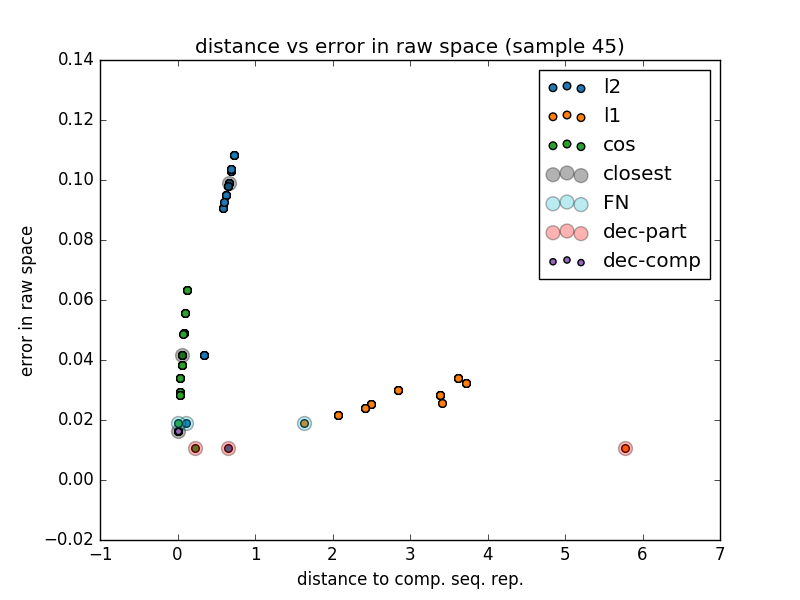 distance vs error in raw space (sample 45)
0.14
0.12
0.10
0.08
0.06
0.04
0.02
0.00
−0.02
error in raw space
l2
l1
cos
closest
FN
dec-part
dec-comp
−1 0 1 2 3 4 5 6 7
distance to comp. seq. rep.